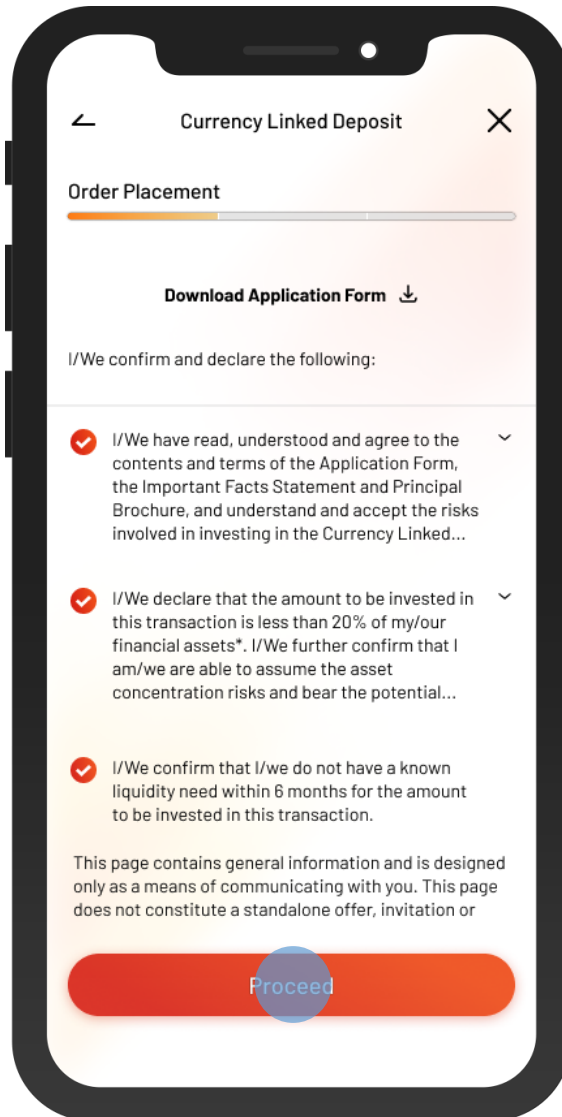 Currency Linked Deposit
Order Placement
Download Application Form
I/We confirm and declare the following:
I/We have read, understood and agree to the
contents and terms of the Application Form,
the Important Facts Statement and Principal
Brochure, and understand and accept the risks
involved in investing in the Currency Linked...
I/We declare that the amount to be invested in
this transaction is less than 20% of my/our
financial assets*. I/We further confirm that I
am/we are able to assume the asset
concentration risks and bear the potential...
I/We confirm that I/we do not have a known
liquidity need within 6 months for the amount
to be invested in this transaction.
This page contains general information and is designed
only as a means of communicating with you. This page
does not constitute a standalone offer, invitation or
Proceed